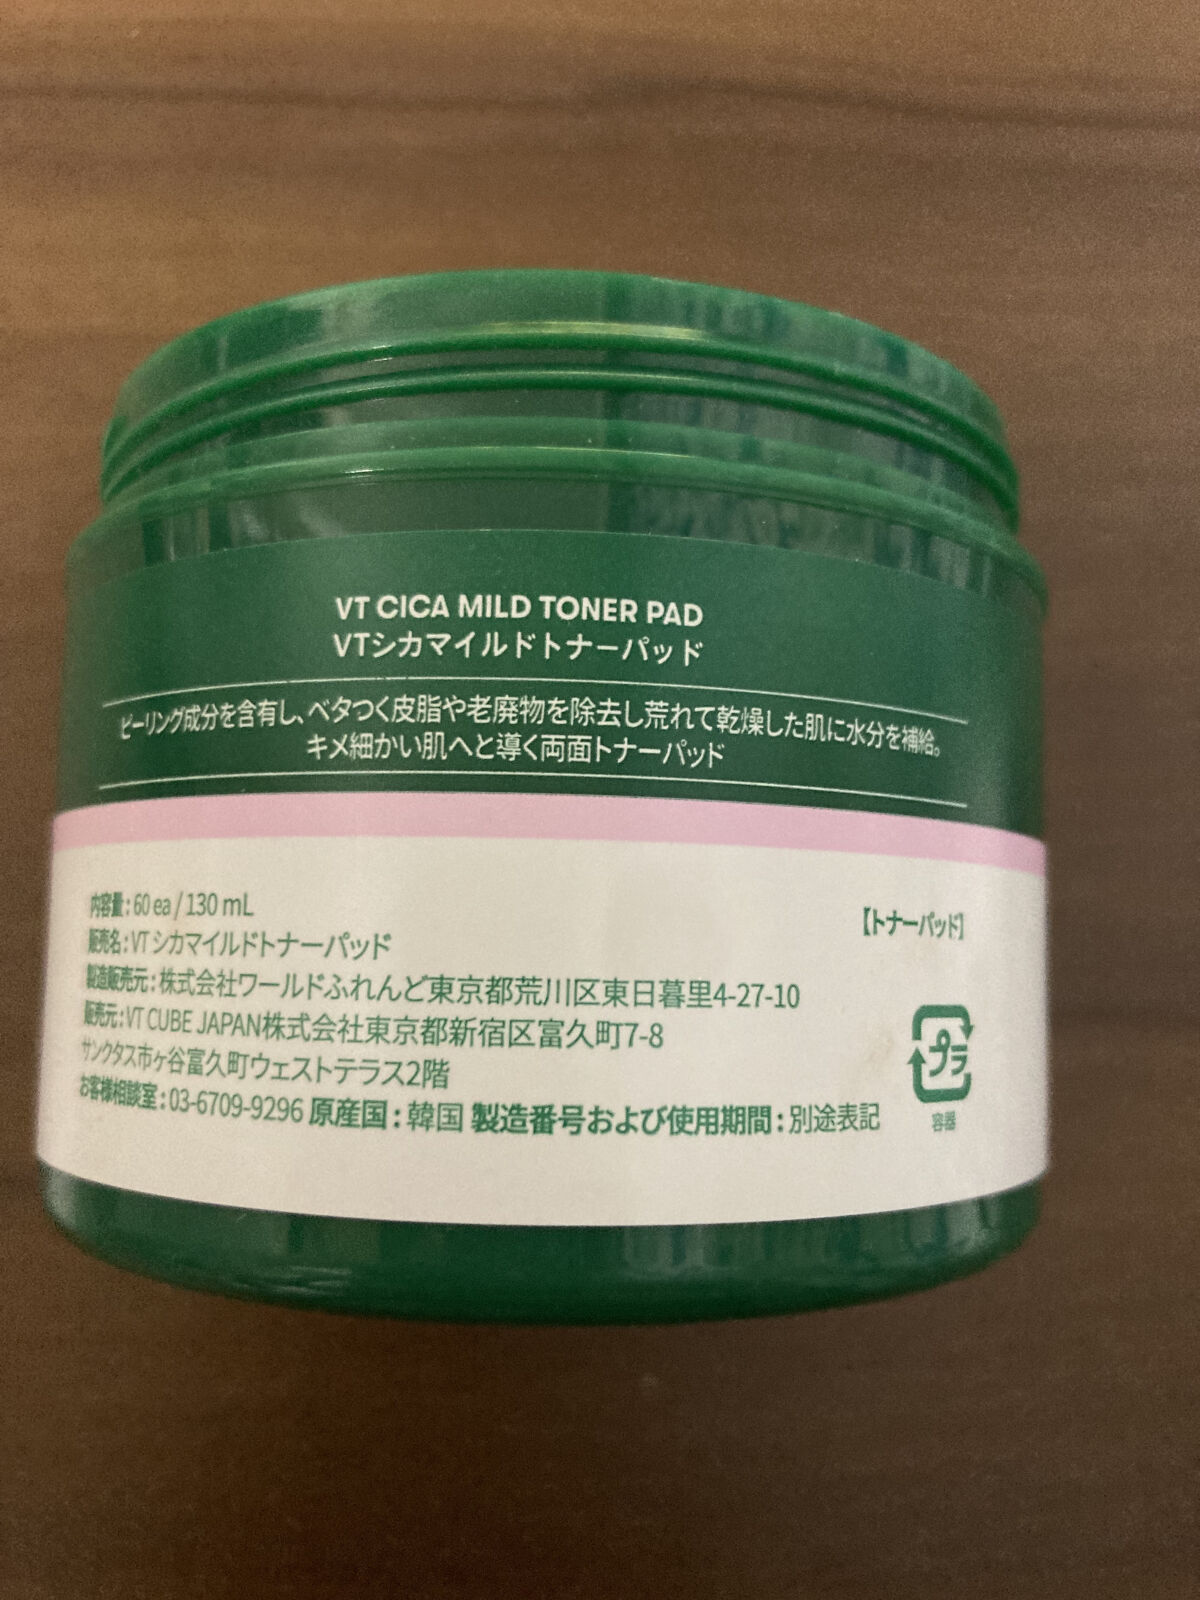 VT CICA MILD TONER PAD
VTシカマイルドトナーパッド
ピーリング成分を含有し、ベタつく皮脂や老廃物を除去し荒れて乾燥した肌に水分を補給。
キメ細かい肌へと導く両面トナーパッド
内容量:60 ea / 130 mL
【トナーパッド】
販売名:VT シカマイルドトナーパッド
製造販売元:株式会社ワールドふれんど東京都荒川区東日暮里4-27-10
販売元:VT CUBE JAPAN株式会社東京都新宿区富久町7-8
サンクタス市ヶ谷富久町ウェストテラス2階
お客様相談室:03-6709-9296 原産国:韓国 製造番号および使用期間:別途表記
プラ
容器